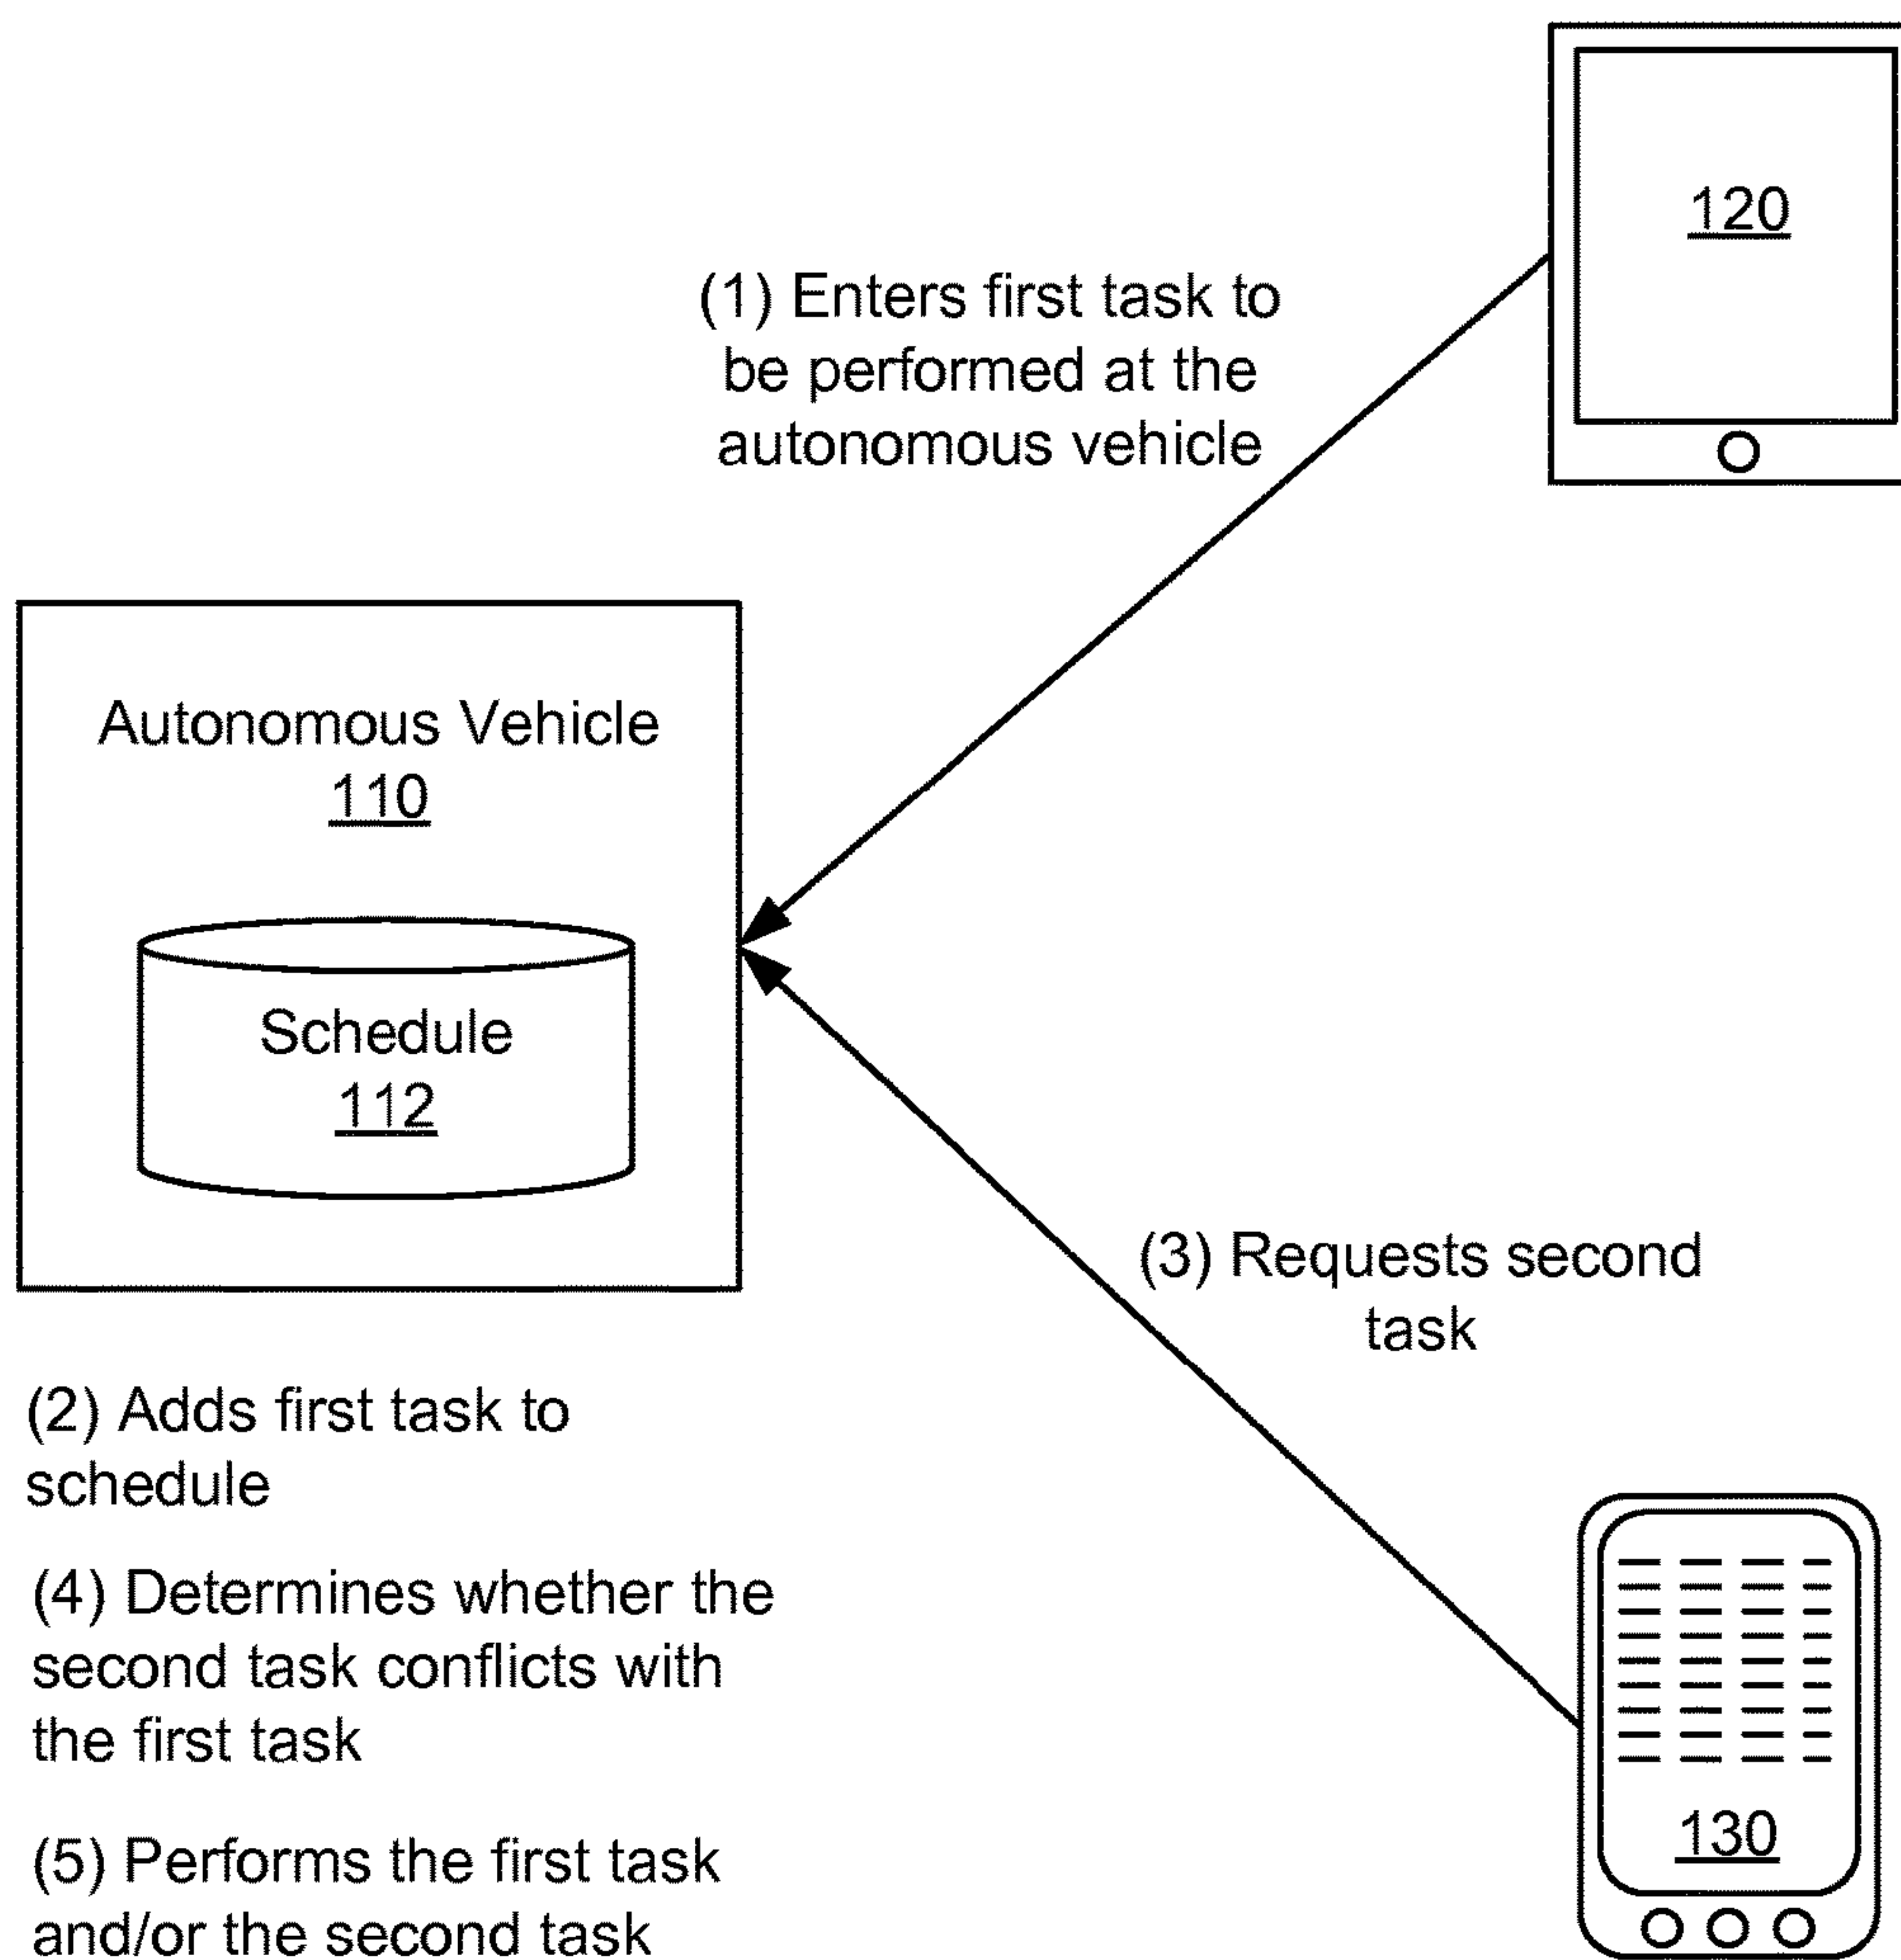 120
(1) Enters first task to
be performed at the
autonomous vehicle
Autonomous Vehicle
110
Schedule
112
(3) Requests second
task
(2) Adds first task to
schedule
(4) Determines whether the
second task conflicts with
the first task
(5) Performs the first task
and/or the second task
130